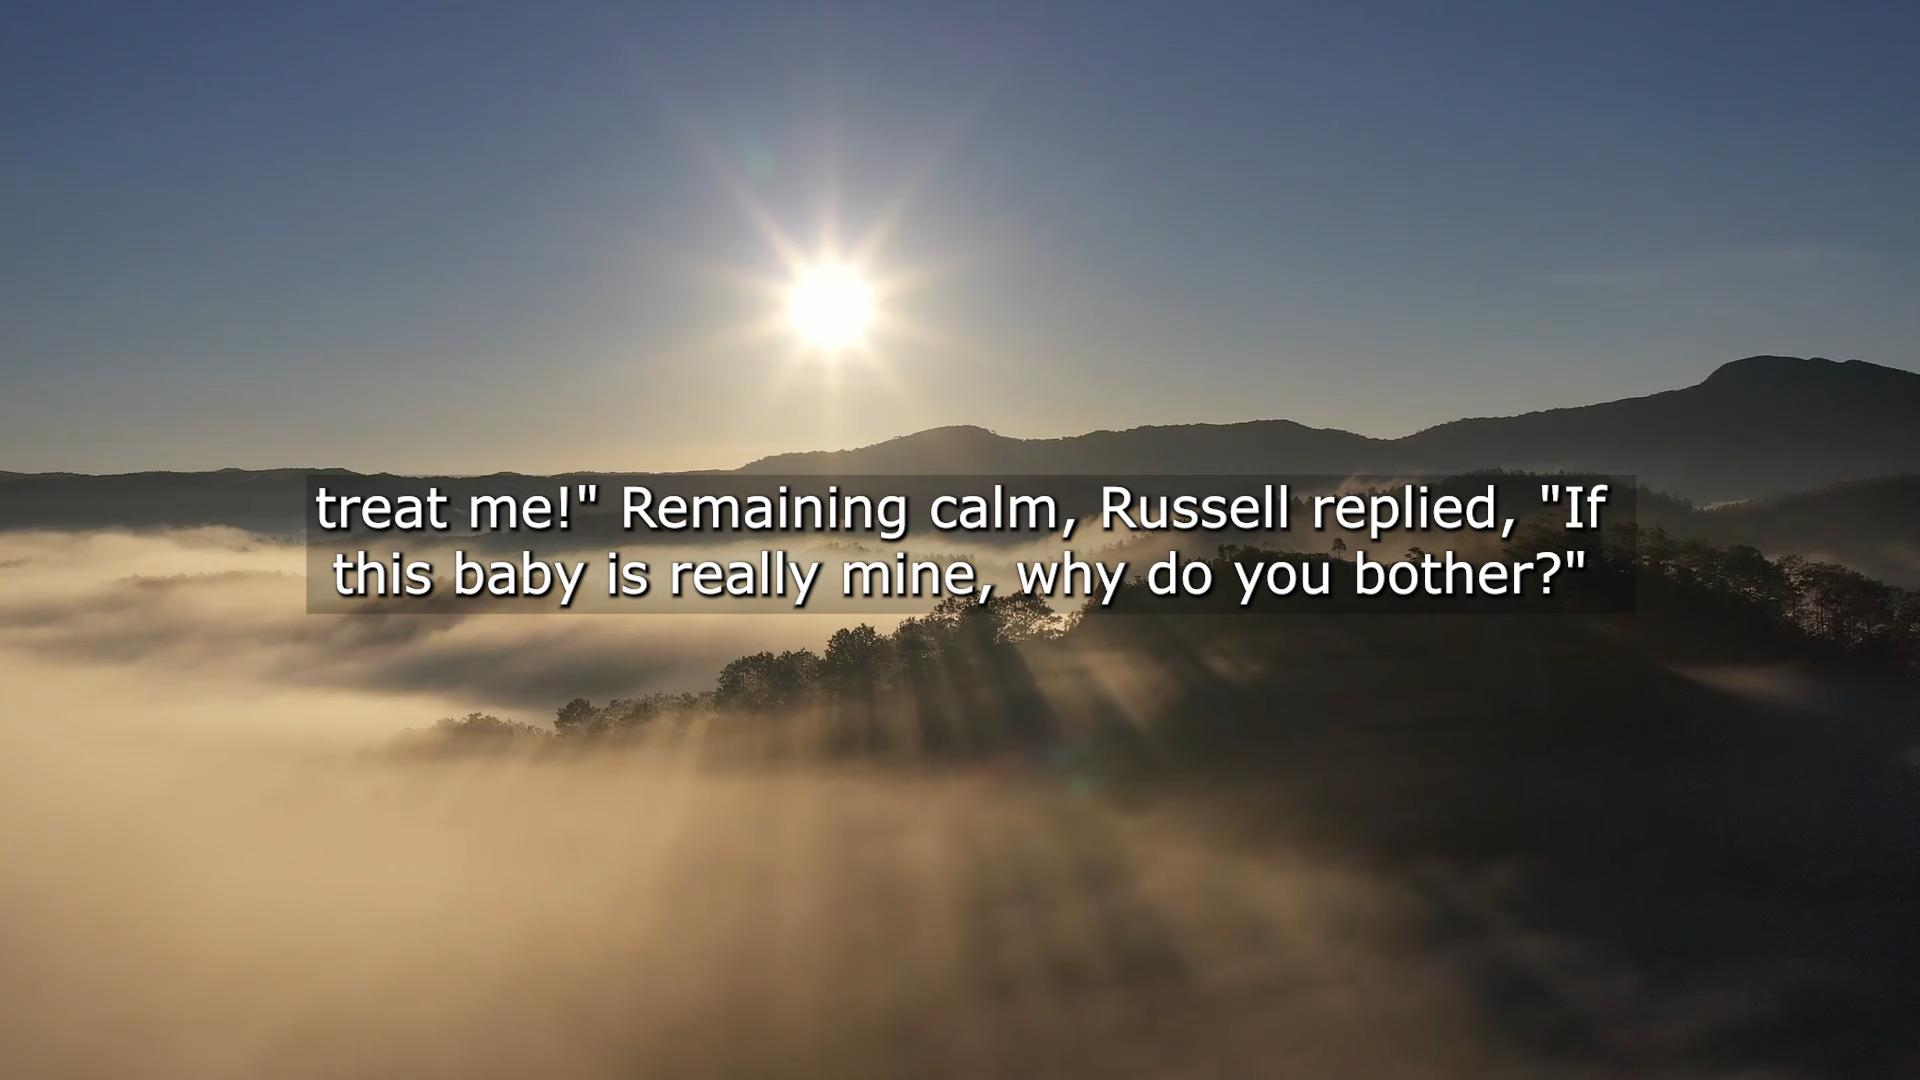 treat me!" Remaining calm, Russell replied, "If
this baby is really mine, why do you bother?"